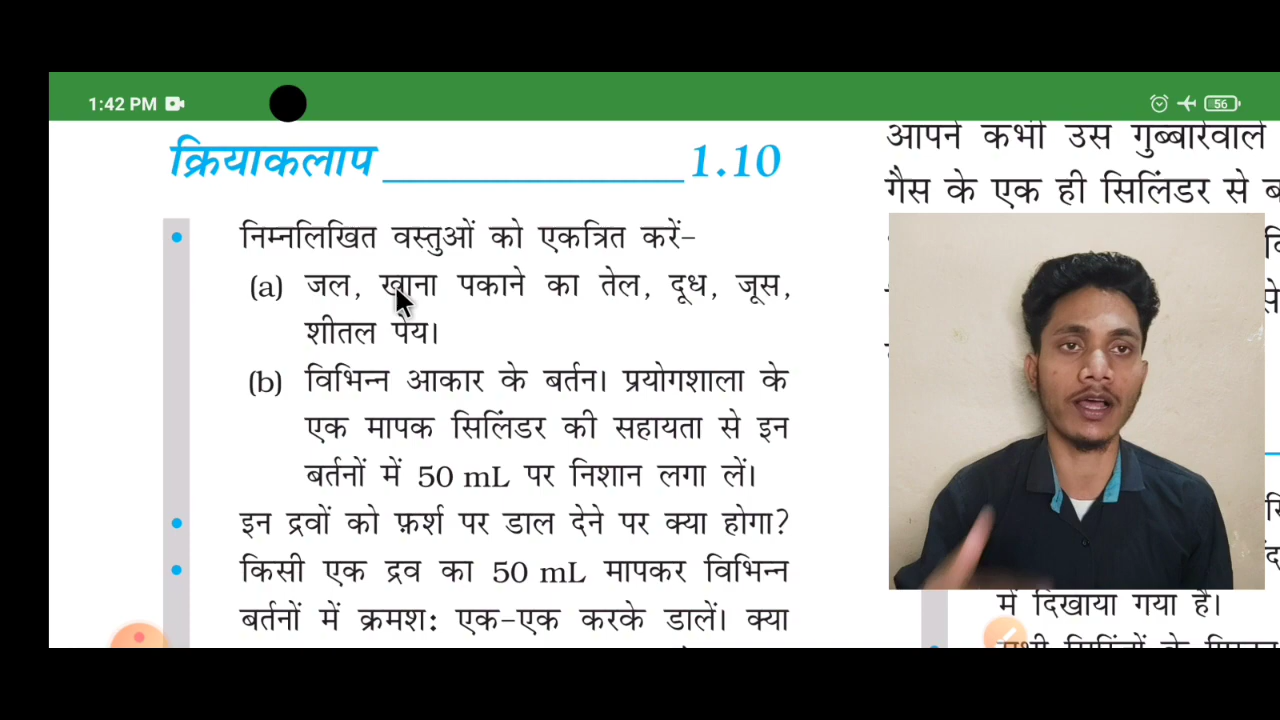 1:42 PM
56
क्रियाकलाप 1.10
निम्नलिखित वस्तुओं को एकत्रित करें–
(a) जल, खाना पकाने का तेल, दूध, जूस,
शीतल पेय।
(b) विभिन्न आकार के बर्तन। प्रयोगशाला के
एक मापक सिलिंडर की सहायता से इन
बर्तनों में 50 mL पर निशान लगा लें।
इन द्रवों को फ़र्श पर डाल देने पर क्या होगा?
किसी एक द्रव का 50 mL मापकर विभिन्न
बर्तनों में क्रमश: एक-एक करके डालें। क्या
आपने कभी उस गुब्बारेवाले
गैस के एक ही सिलिंडर से
में दिखाया गया है।